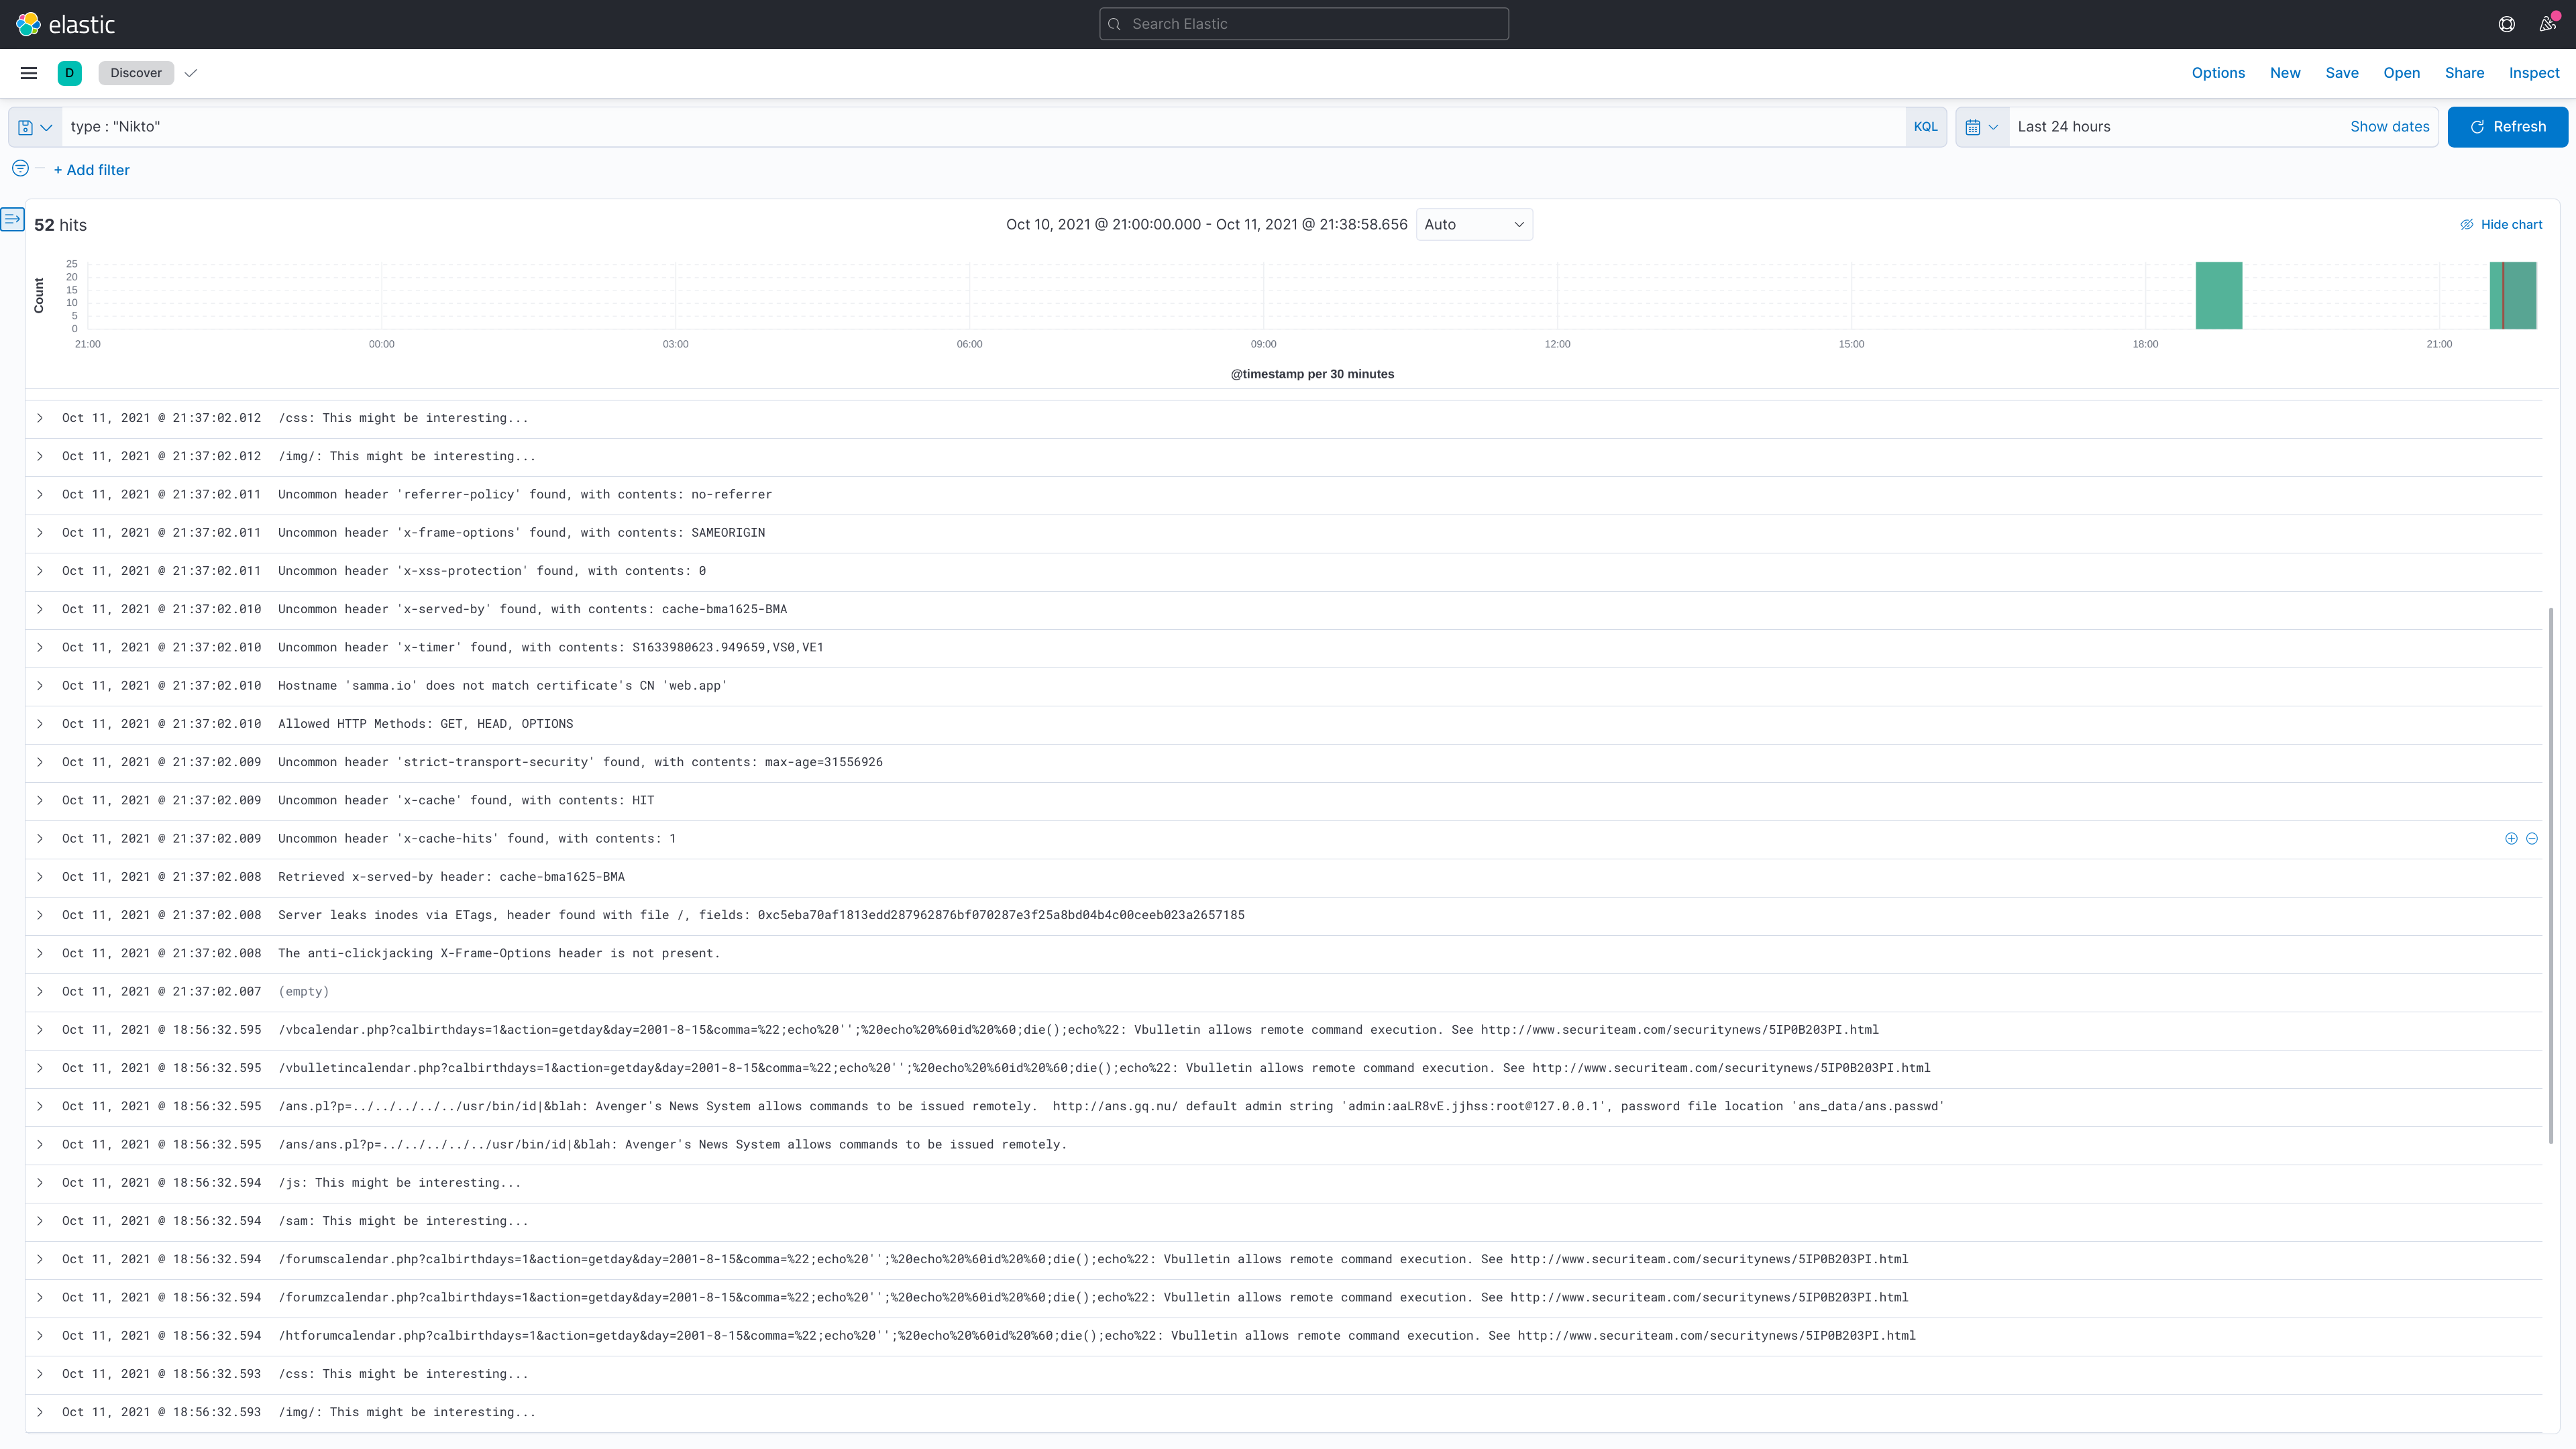 elastic
Search Elastic
D
Discover
Options New Save Open Share Inspect
type : "Nikto"
KQL
Last 24 hours
Show dates
Refresh
+ Add filter
52 hits
Oct 10, 2021 @ 21:00:00.000 - Oct 11, 2021 @ 21:38:58.656
Auto
Hide chart
Count
25
20
15
10
5
0
21:00 00:00 03:00 06:00 09:00 12:00 15:00 18:00 21:00
@timestamp per 30 minutes
Oct 11, 2021 @ 21:37:02.012 /css: This might be interesting...
Oct 11, 2021 @ 21:37:02.012 /img/: This might be interesting...
Oct 11, 2021 @ 21:37:02.011 Uncommon header 'referrer-policy' found, with contents: no-referrer
Oct 11, 2021 @ 21:37:02.011 Uncommon header 'x-frame-options' found, with contents: SAMEORIGIN
Oct 11, 2021 @ 21:37:02.011 Uncommon header 'x-xss-protection' found, with contents: 0
Oct 11, 2021 @ 21:37:02.010 Uncommon header 'x-served-by' found, with contents: cache-bma1625-BMA
Oct 11, 2021 @ 21:37:02.010 Uncommon header 'x-timer' found, with contents: S1633980623.949659,VS0,VE1
Oct 11, 2021 @ 21:37:02.010 Hostname 'samma.io' does not match certificate's CN 'web.app'
Oct 11, 2021 @ 21:37:02.010 Allowed HTTP Methods: GET, HEAD, OPTIONS
Oct 11, 2021 @ 21:37:02.009 Uncommon header 'strict-transport-security' found, with contents: max-age=31556926
Oct 11, 2021 @ 21:37:02.009 Uncommon header 'x-cache' found, with contents: HIT
Oct 11, 2021 @ 21:37:02.009 Uncommon header 'x-cache-hits' found, with contents: 1
Oct 11, 2021 @ 21:37:02.008 Retrieved x-served-by header: cache-bma1625-BMA
Oct 11, 2021 @ 21:37:02.008 Server leaks inodes via ETags, header found with file /, fields: 0xc5eba70af1813edd287962876bf070287e3f25a8bd04b4c00ceeb023a2657185
Oct 11, 2021 @ 21:37:02.008 The anti-clickjacking X-Frame-Options header is not present.
Oct 11, 2021 @ 21:37:02.007 (empty)
Oct 11, 2021 @ 18:56:32.595 /vbcalendar.php?calbirthdays=1&action=getday&day=2001-8-15&comma=%22;echo%20'';%20echo%20%60id%20%60;die();echo%22: Vbulletin allows remote command execution. See http://www.securiteam.com/securitynews/5IP0B203PI.html
Oct 11, 2021 @ 18:56:32.595 /vbulletincalendar.php?calbirthdays=1&action=getday&day=2001-8-15&comma=%22;echo%20'';%20echo%20%60id%20%60;die();echo%22: Vbulletin allows remote command execution. See http://www.securiteam.com/securitynews/5IP0B203PI.html
Oct 11, 2021 @ 18:56:32.595 /ans.pl?p=../../../../../usr/bin/id|&blah: Avenger's News System allows commands to be issued remotely.  http://ans.gq.nu/ default admin string 'admin:aaLR8vE.jjhss:root@127.0.0.1', password file location 'ans_data/ans.passwd'
Oct 11, 2021 @ 18:56:32.595 /ans/ans.pl?p=../../../../../usr/bin/id|&blah: Avenger's News System allows commands to be issued remotely.
Oct 11, 2021 @ 18:56:32.594 /js: This might be interesting...
Oct 11, 2021 @ 18:56:32.594 /sam: This might be interesting...
Oct 11, 2021 @ 18:56:32.594 /forumscalendar.php?calbirthdays=1&action=getday&day=2001-8-15&comma=%22;echo%20'';%20echo%20%60id%20%60;die();echo%22: Vbulletin allows remote command execution. See http://www.securiteam.com/securitynews/5IP0B203PI.html
Oct 11, 2021 @ 18:56:32.594 /forumzcalendar.php?calbirthdays=1&action=getday&day=2001-8-15&comma=%22;echo%20'';%20echo%20%60id%20%60;die();echo%22: Vbulletin allows remote command execution. See http://www.securiteam.com/securitynews/5IP0B203PI.html
Oct 11, 2021 @ 18:56:32.594 /htforumcalendar.php?calbirthdays=1&action=getday&day=2001-8-15&comma=%22;echo%20'';%20echo%20%60id%20%60;die();echo%22: Vbulletin allows remote command execution. See http://www.securiteam.com/securitynews/5IP0B203PI.html
Oct 11, 2021 @ 18:56:32.593 /css: This might be interesting...
Oct 11, 2021 @ 18:56:32.593 /img/: This might be interesting...